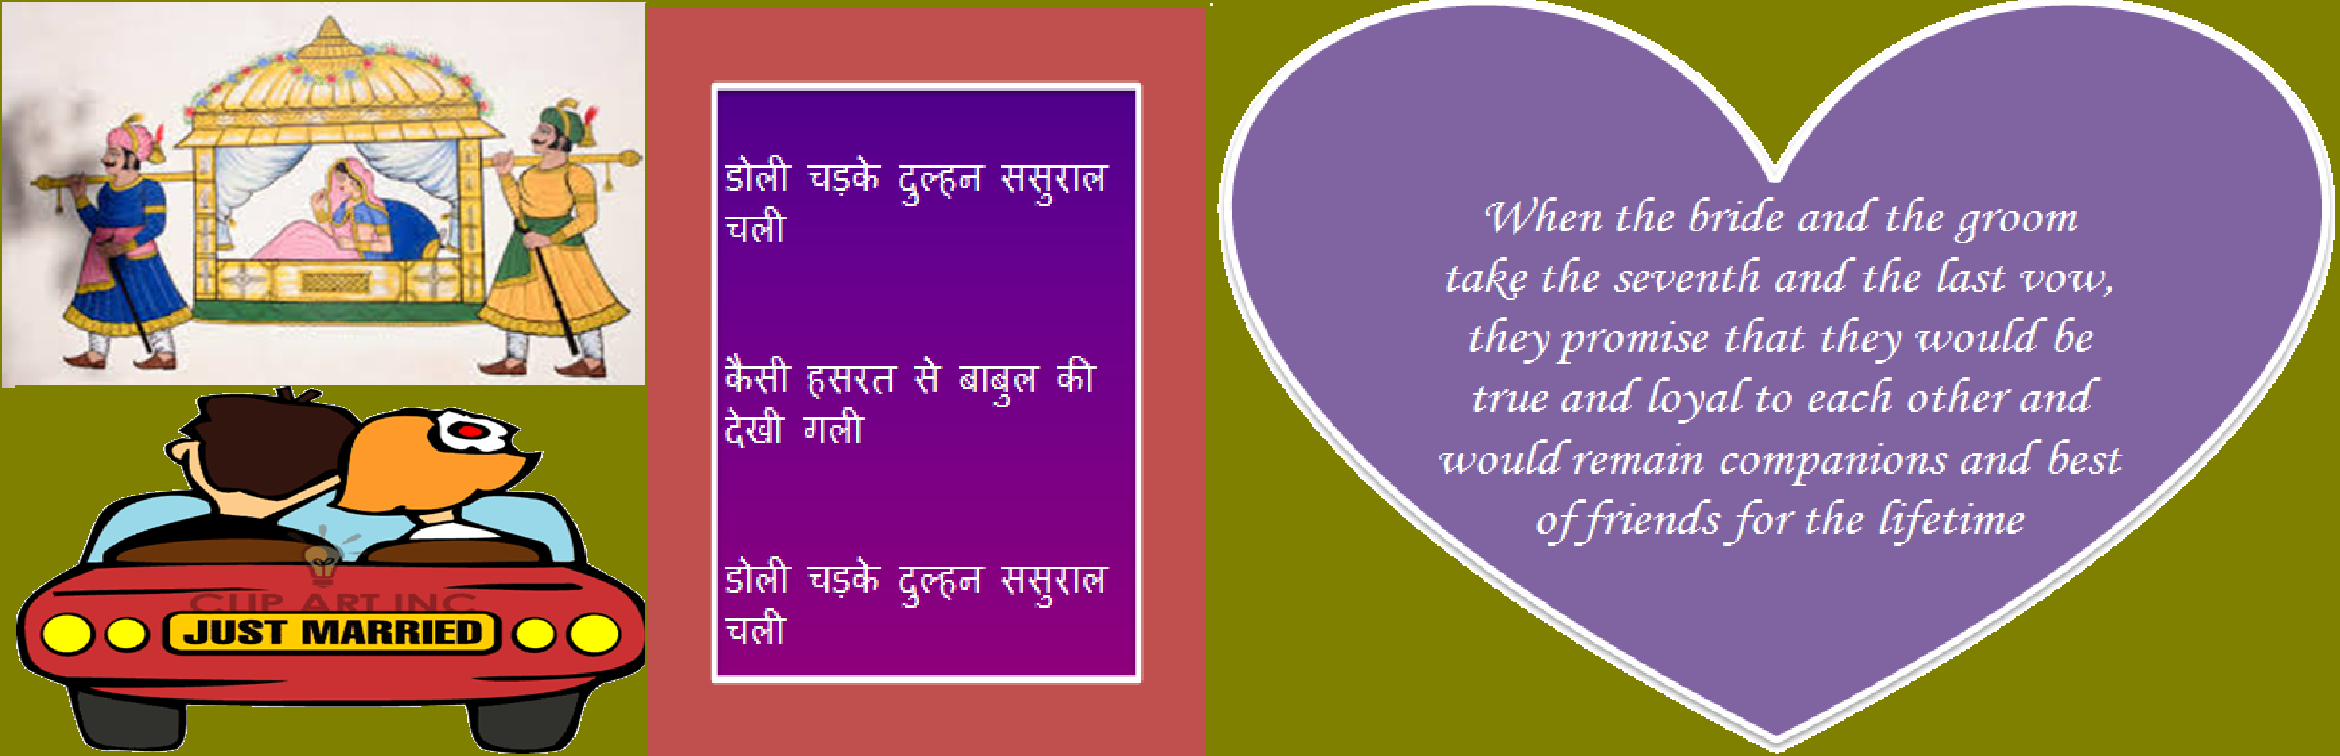 CLIP ART INC
JUST MARRIED
डोली चड़के दुल्हन ससुराल
चली
कैसी हसरत से बाबुल की
देखी गली
डोली चड़के दुल्हन ससुराल
चली
When the bride and the groom
take the seventh and the last vow,
they promise that they would be
true and loyal to each other and
would remain companions and best
of friends for the lifetime